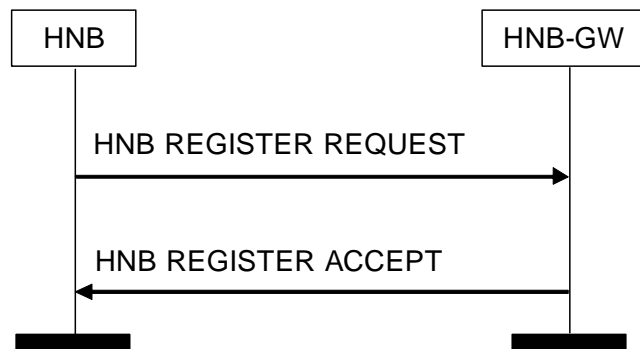 HNB
HNB-GW
HNB REGISTER REQUEST
HNB REGISTER ACCEPT